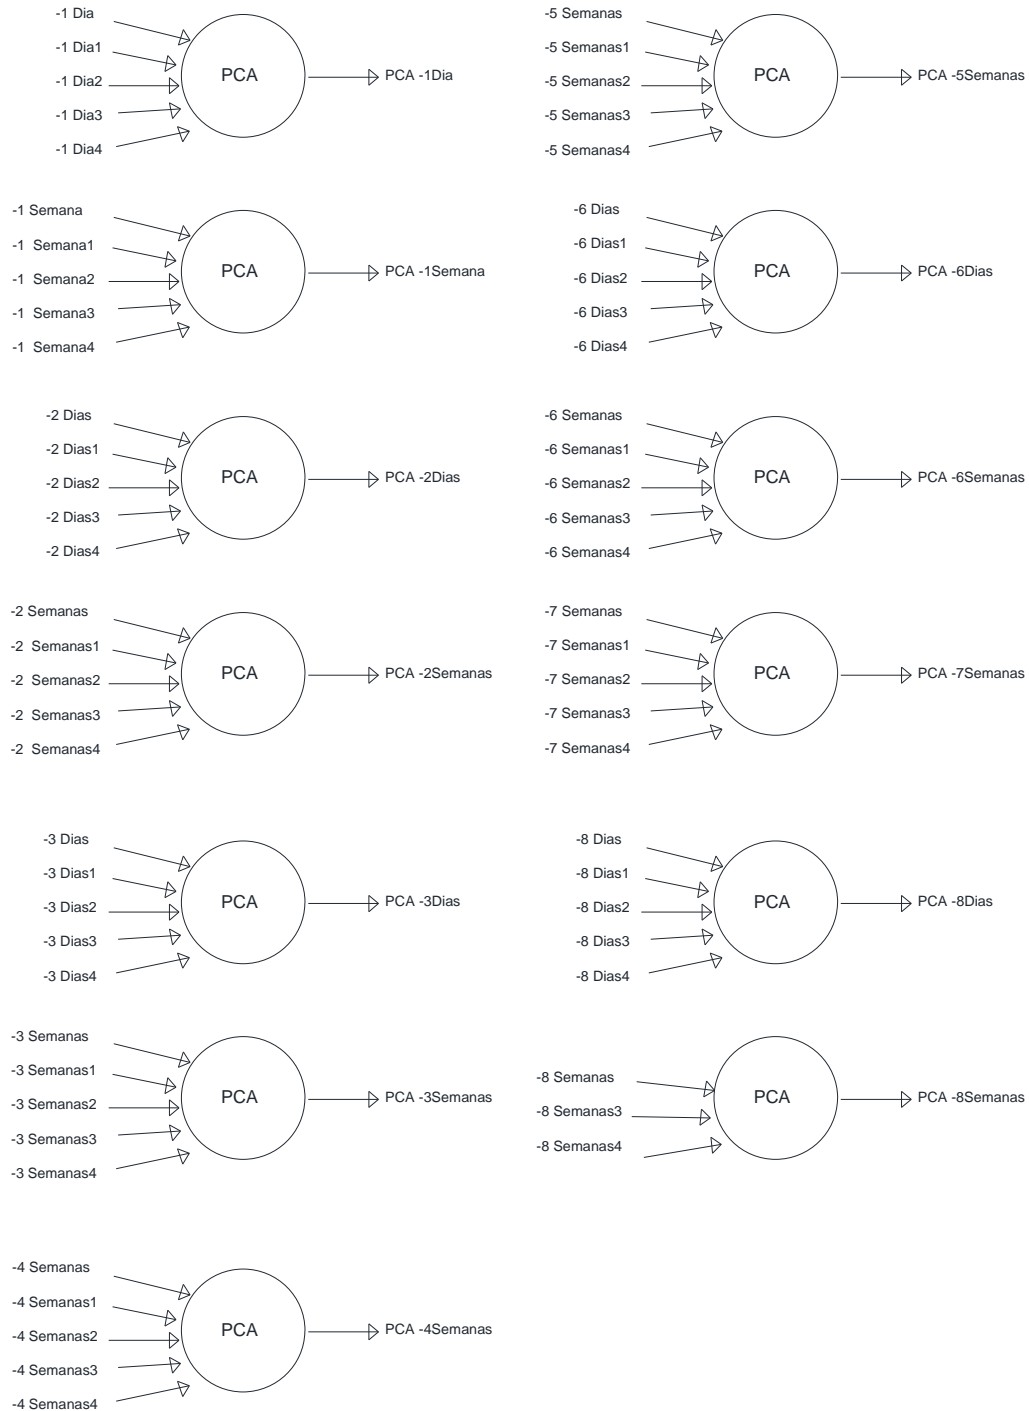 -1 Dia
-1 Dia1
-1 Dia2
-1 Dia3
-1 Dia4
PCA
PCA -1Dia
-5 Semanas
-5 Semanas1
-5 Semanas2
-5 Semanas3
-5 Semanas4
PCA
PCA -5Semanas
-1 Semana
-1 Semana1
-1 Semana2
-1 Semana3
-1 Semana4
PCA
PCA -1Semana
-6 Dias
-6 Dias1
-6 Dias2
-6 Dias3
-6 Dias4
PCA
PCA -6Dias
-2 Dias
-2 Dias1
-2 Dias2
-2 Dias3
-2 Dias4
PCA
PCA -2Dias
-6 Semanas
-6 Semanas1
-6 Semanas2
-6 Semanas3
-6 Semanas4
PCA
PCA -6Semanas
-2 Semanas
-2 Semanas1
-2 Semanas2
-2 Semanas3
-2 Semanas4
PCA
PCA -2Semanas
-7 Semanas
-7 Semanas1
-7 Semanas2
-7 Semanas3
-7 Semanas4
PCA
PCA -7Semanas
-3 Dias
-3 Dias1
-3 Dias2
-3 Dias3
-3 Dias4
PCA
PCA -3Dias
-8 Dias
-8 Dias1
-8 Dias2
-8 Dias3
-8 Dias4
PCA
PCA -8Dias
-3 Semanas
-3 Semanas1
-3 Semanas2
-3 Semanas3
-3 Semanas4
PCA
PCA -3Semanas
-8 Semanas
-8 Semanas3
-8 Semanas4
PCA
PCA -8Semanas
-4 Semanas
-4 Semanas1
-4 Semanas2
-4 Semanas3
-4 Semanas4
PCA
PCA -4Semanas